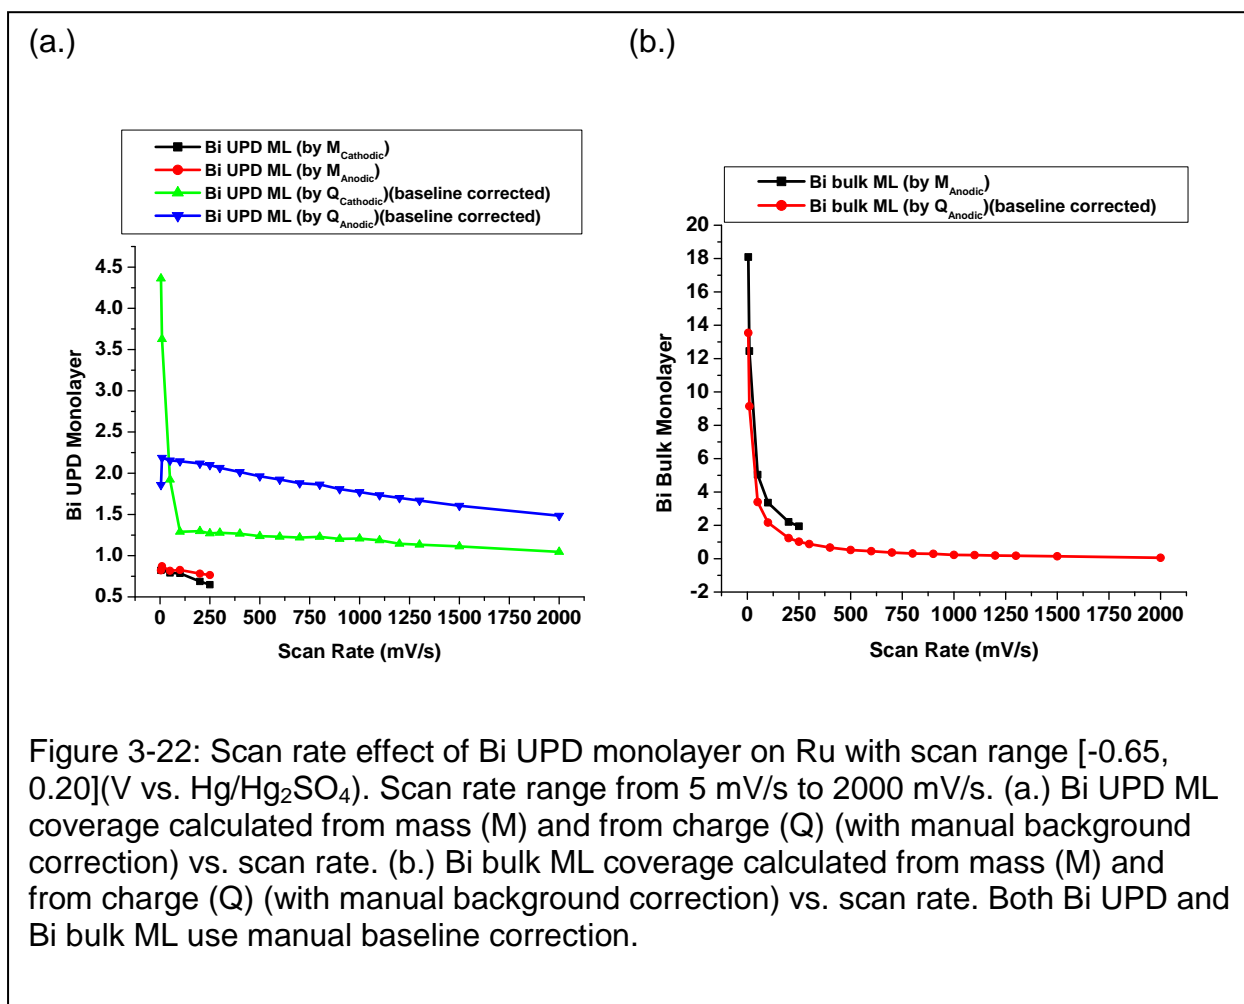 (a.)
(b.)
Bi UPD ML (by M_Cathodic)
Bi UPD ML (by M_Anodic)
Bi UPD ML (by Q_Cathodic)(baseline corrected)
Bi UPD ML (by Q_Anodic)(baseline corrected)
4.5
4.0
3.5
3.0
2.5
2.0
1.5
1.0
0.5
Bi UPD Monolayer
0 250 500 750 1000 1250 1500 1750 2000
Scan Rate (mV/s)
Bi bulk ML (by M_Anodic)
Bi bulk ML (by Q_Anodic)(baseline corrected)
20
18
16
14
12
10
8
6
4
2
0
-2
Bi Bulk Monolayer
0 250 500 750 1000 1250 1500 1750 2000
Scan Rate (mV/s)
Figure 3-22: Scan rate effect of Bi UPD monolayer on Ru with scan range [-0.65,
0.20](V vs. Hg/Hg₂SO₄). Scan rate range from 5 mV/s to 2000 mV/s. (a.) Bi UPD ML
coverage calculated from mass (M) and from charge (Q) (with manual background
correction) vs. scan rate. (b.) Bi bulk ML coverage calculated from mass (M) and
from charge (Q) (with manual background correction) vs. scan rate. Both Bi UPD and
Bi bulk ML use manual baseline correction.